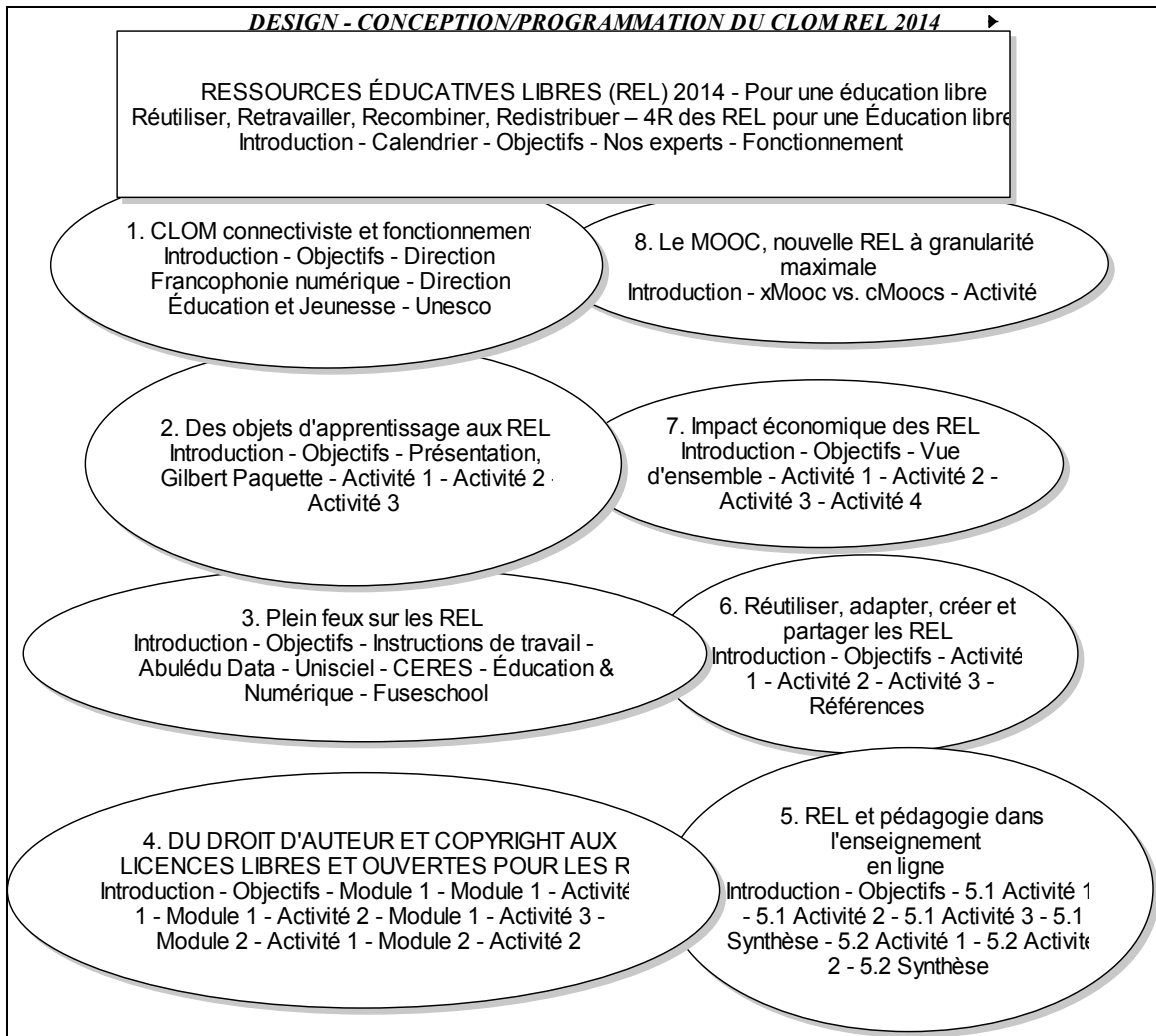 DESIGN - CONCEPTION/PROGRAMMATION DU CLOM REL 2014
RESSOURCES ÉDUCATIVES LIBRES (REL) 2014 - Pour une éducation libre
Réutiliser, Retravailler, Recombiner, Redistribuer – 4R des REL pour une Éducation libre
Introduction - Calendrier - Objectifs - Nos experts - Fonctionnement
1. CLOM connectiviste et fonctionnement
Introduction - Objectifs - Direction
Francophonie numérique - Direction
Éducation et Jeunesse - Unesco
2. Des objets d'apprentissage aux REL
Introduction - Objectifs - Présentation,
Gilbert Paquette - Activité 1 - Activité 2 -
Activité 3
3. Plein feux sur les REL
Introduction - Objectifs - Instructions de travail -
Abulédu Data - Unisciel - CERES - Éducation &
Numérique - Fuseschool
4. DU DROIT D'AUTEUR ET COPYRIGHT AUX
LICENCES LIBRES ET OUVERTES POUR LES R
Introduction - Objectifs - Module 1 - Module 1 - Activité
1 - Module 1 - Activité 2 - Module 1 - Activité 3 -
Module 2 - Activité 1 - Module 2 - Activité 2
5. REL et pédagogie dans
l'enseignement
en ligne
Introduction - Objectifs - 5.1 Activité 1
- 5.1 Activité 2 - 5.1 Activité 3 - 5.1
Synthèse - 5.2 Activité 1 - 5.2 Activité
2 - 5.2 Synthèse
6. Réutiliser, adapter, créer et
partager les REL
Introduction - Objectifs - Activité
1 - Activité 2 - Activité 3 -
Références
7. Impact économique des REL
Introduction - Objectifs - Vue
d'ensemble - Activité 1 - Activité 2 -
Activité 3 - Activité 4
8. Le MOOC, nouvelle REL à granularité
maximale
Introduction - xMooc vs. cMoocs - Activité